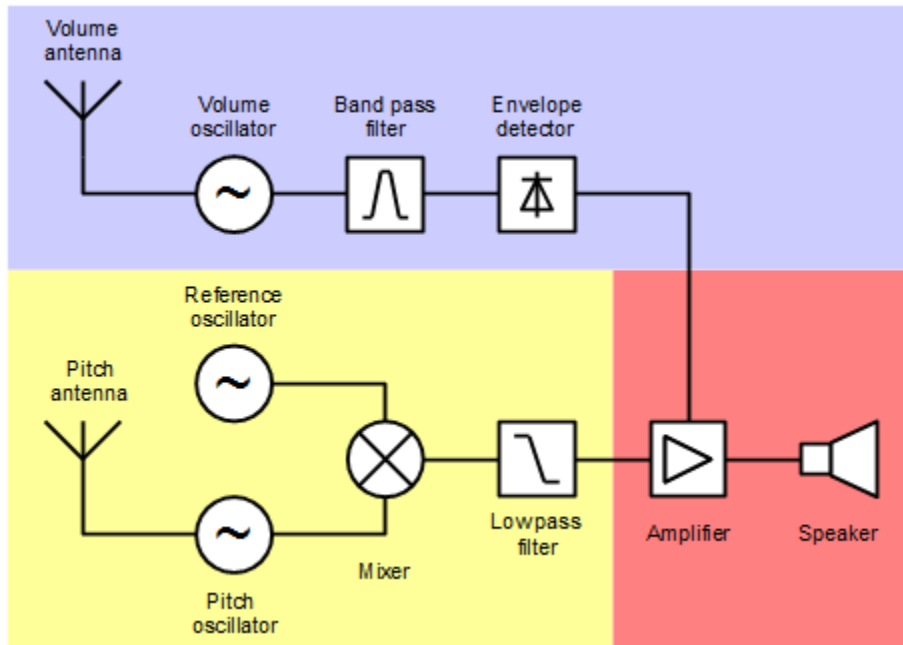 Volume
antenna
Volume
oscillator
Band pass
filter
Envelope
detector
Reference
oscillator
Pitch
antenna
Lowpass
filter
Amplifier
Speaker
Mixer
Pitch
oscillator